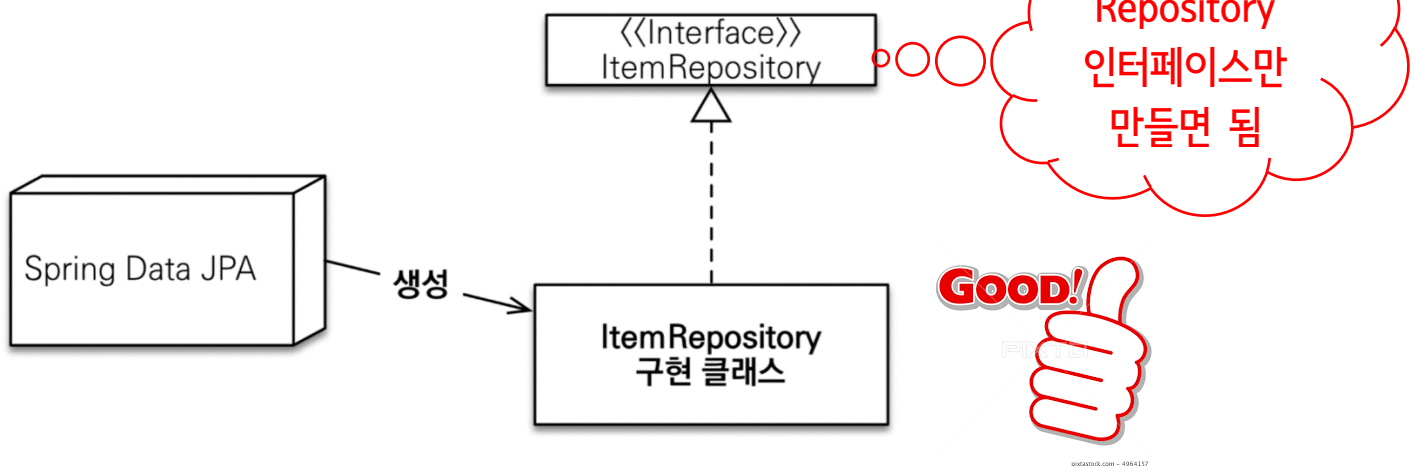 《Interface》
ItemRepository
Repository
인터페이스만
만들면 됨
Spring Data JPA
생성
ItemRepository
구현 클래스
GOOD!
pixtastock.com - 4964157